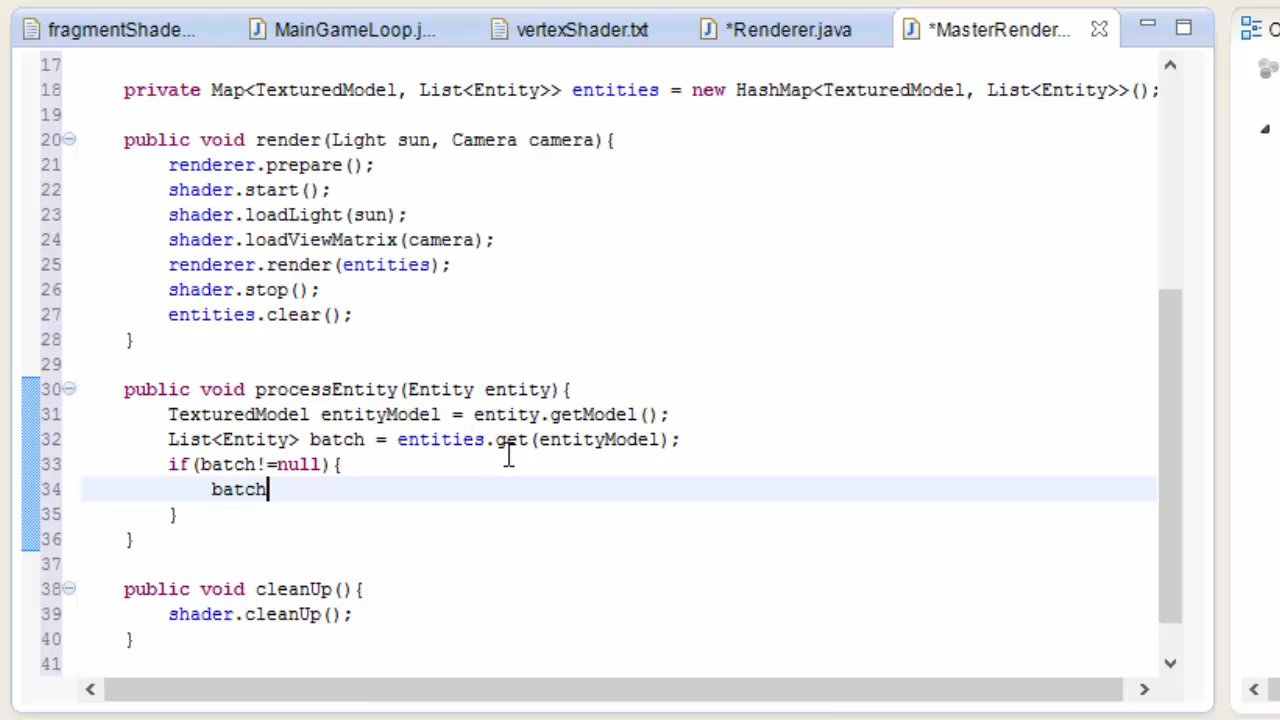 fragmentShade... MainGameLoop.j... vertexShader.txt *Renderer.java *MasterRender...
17
18 private Map<TexturedModel, List<Entity>> entities = new HashMap<TexturedModel, List<Entity>>();
19
20 public void render(Light sun, Camera camera){
21 renderer.prepare();
22 shader.start();
23 shader.loadLight(sun);
24 shader.loadViewMatrix(camera);
25 renderer.render(entities);
26 shader.stop();
27 entities.clear();
28 }
29
30 public void processEntity(Entity entity){
31 TexturedModel entityModel = entity.getModel();
32 List<Entity> batch = entities.get(entityModel);
33 if(batch!=null){
34 batch
35 }
36 }
37
38 public void cleanUp(){
39 shader.cleanUp();
40 }
41